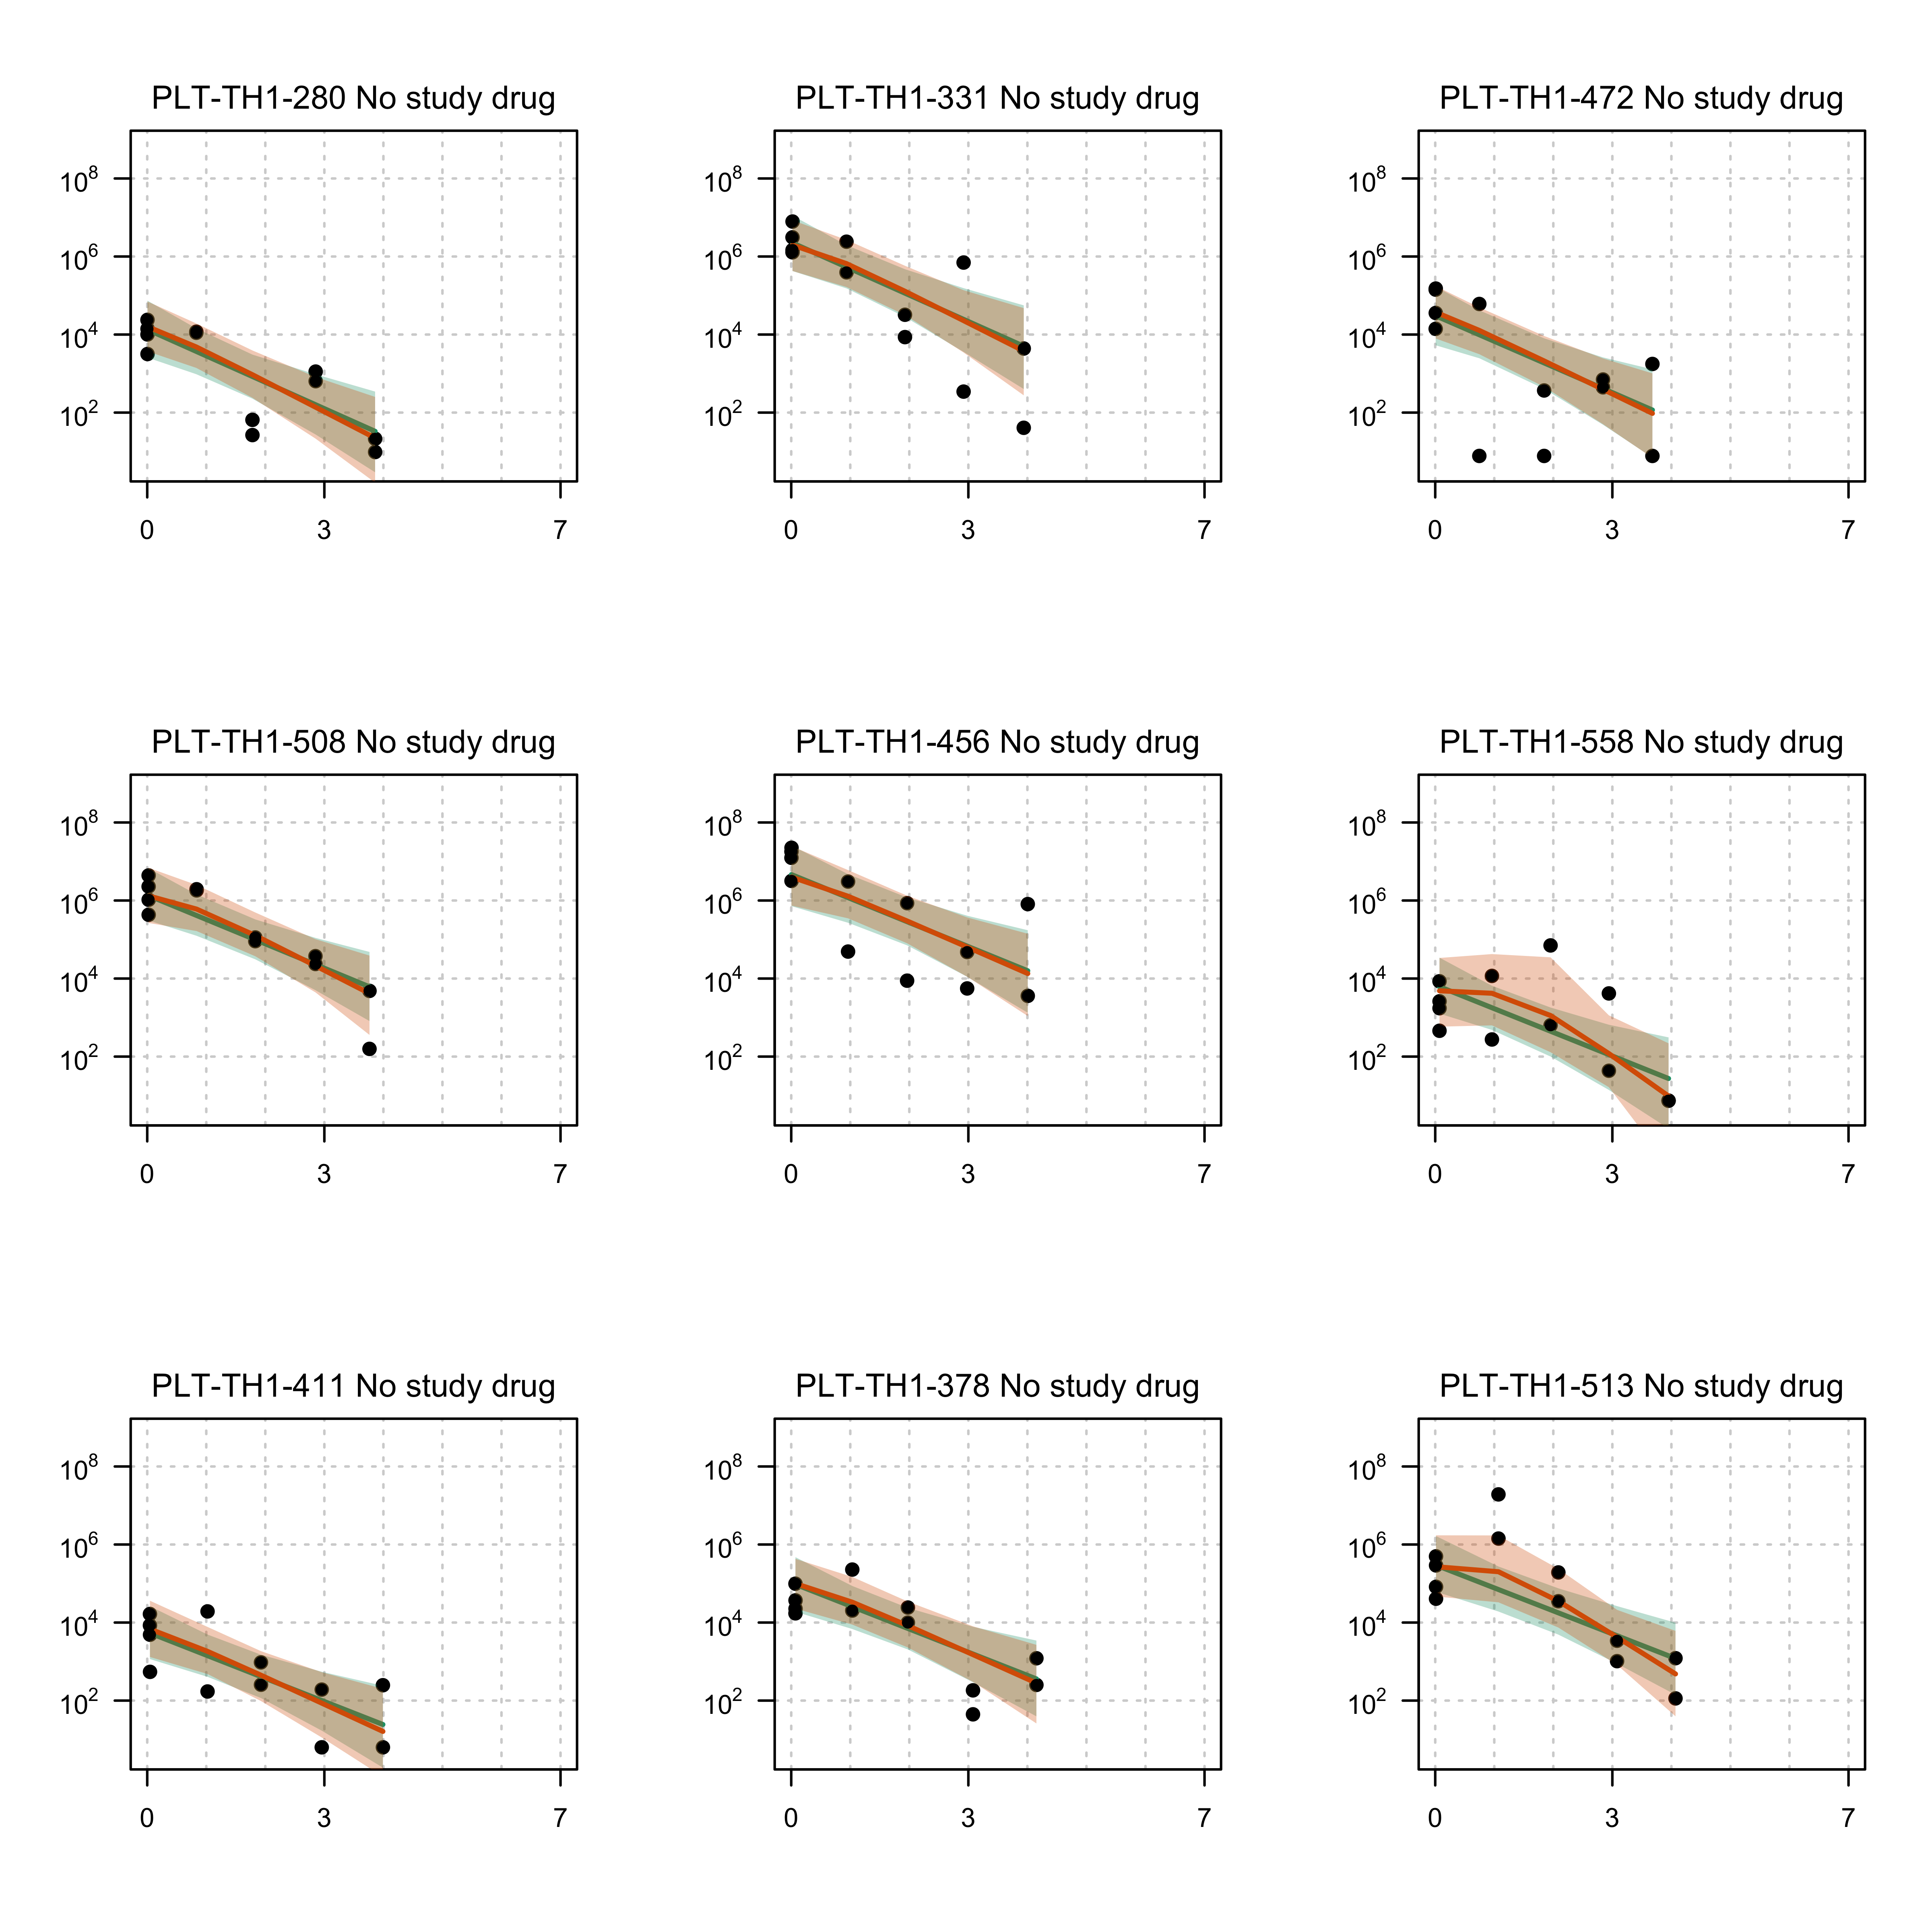 PLT-TH1-280 No study drug
10^8
10^6
10^4
10^2
0 3 7
PLT-TH1-331 No study drug
10^8
10^6
10^4
10^2
0 3 7
PLT-TH1-472 No study drug
10^8
10^6
10^4
10^2
0 3 7
PLT-TH1-508 No study drug
10^8
10^6
10^4
10^2
0 3 7
PLT-TH1-456 No study drug
10^8
10^6
10^4
10^2
0 3 7
PLT-TH1-558 No study drug
10^8
10^6
10^4
10^2
0 3 7
PLT-TH1-411 No study drug
10^8
10^6
10^4
10^2
0 3 7
PLT-TH1-378 No study drug
10^8
10^6
10^4
10^2
0 3 7
PLT-TH1-513 No study drug
10^8
10^6
10^4
10^2
0 3 7